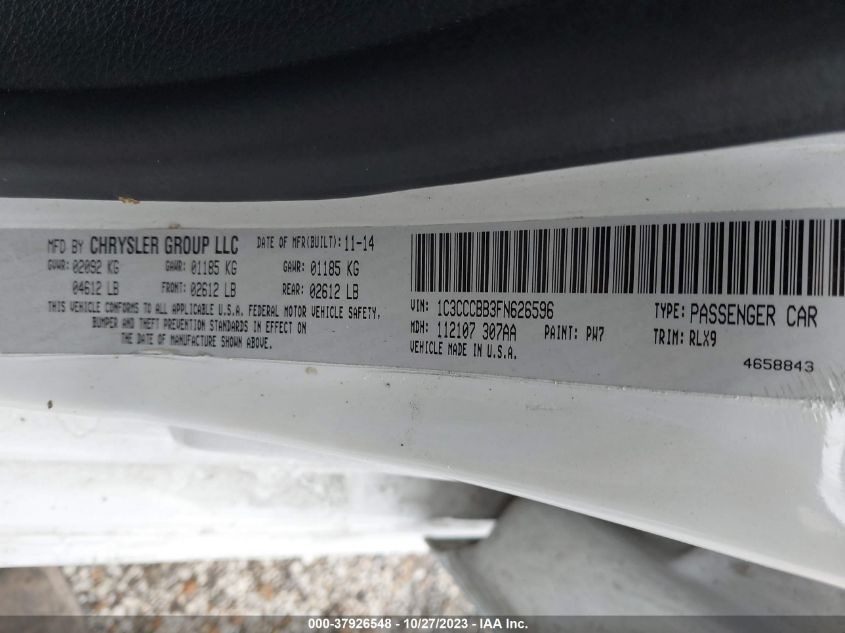 MFD BY CHRYSLER GROUP LLC DATE OF MFR(BUILT): 11-14
GVWR: 02092 KG GAWR: 01185 KG GAWR: 01185 KG
04612 LB FRONT: 02612 LB REAR: 02612 LB
THIS VEHICLE CONFORMS TO ALL APPLICABLE U.S.A. FEDERAL MOTOR VEHICLE SAFETY,
BUMPER AND THEFT PREVENTION STANDARDS IN EFFECT ON
THE DATE OF MANUFACTURE SHOWN ABOVE.
VIN: 1C3CCCBB3FN626596 TYPE: PASSENGER CAR
MDH: 112107 307AA PAINT: PW7 TRIM: RLX9
VEHICLE MADE IN U.S.A.
4658843
000-37926548 - 10/27/2023 - IAA Inc.